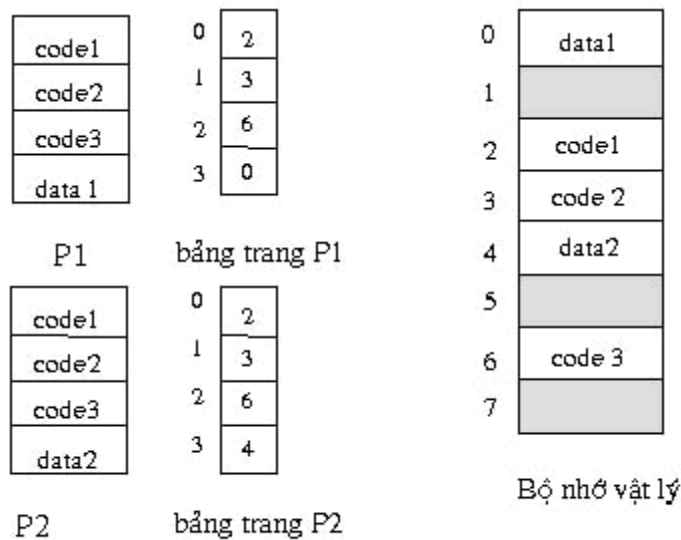 code1
code2
code3
data 1
P1
0 2
1 3
2 6
3 0
bảng trang P1
code1
code2
code3
data2
P2
0 2
1 3
2 6
3 4
bảng trang P2
0 data1
1
2 code1
3 code 2
4 data2
5
6 code 3
7
Bộ nhớ vật lý